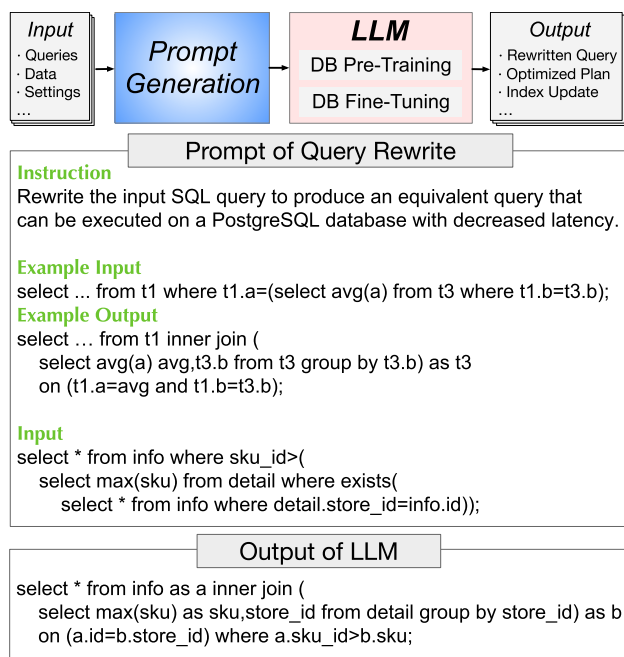 Input
· Queries
· Data
· Settings
...
Prompt
Generation
LLM
DB Pre-Training
DB Fine-Tuning
Output
· Rewritten Query
· Optimized Plan
· Index Update
...
Prompt of Query Rewrite
Instruction
Rewrite the input SQL query to produce an equivalent query that
can be executed on a PostgreSQL database with decreased latency.
Example Input
select ... from t1 where t1.a=(select avg(a) from t3 where t1.b=t3.b);
Example Output
select … from t1 inner join (
select avg(a) avg,t3.b from t3 group by t3.b) as t3
on (t1.a=avg and t1.b=t3.b);
Input
select * from info where sku_id>(
select max(sku) from detail where exists(
select * from info where detail.store_id=info.id));
Output of LLM
select * from info as a inner join (
select max(sku) as sku,store_id from detail group by store_id) as b
on (a.id=b.store_id) where a.sku_id>b.sku;